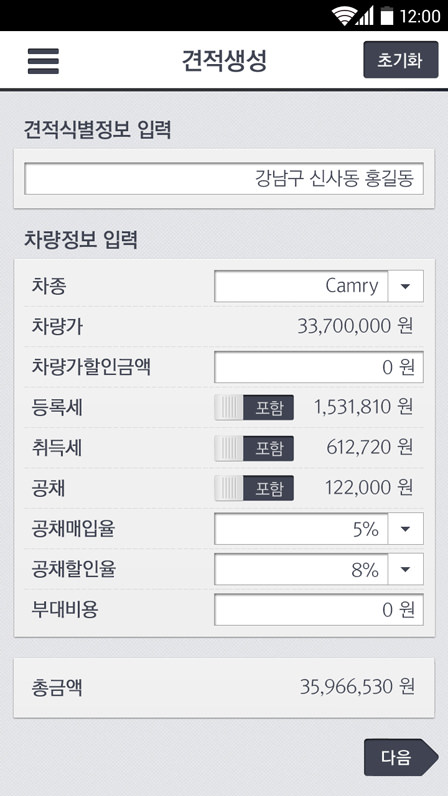 12:00
견적생성 초기화
견적식별정보 입력
강남구 신사동 홍길동
차량정보 입력
차종 Camry
차량가 33,700,000 원
차량가할인금액 0 원
등록세 포함 1,531,810 원
취득세 포함 612,720 원
공채 포함 122,000 원
공채매입율 5%
공채할인율 8%
부대비용 0 원
총금액 35,966,530 원
다음